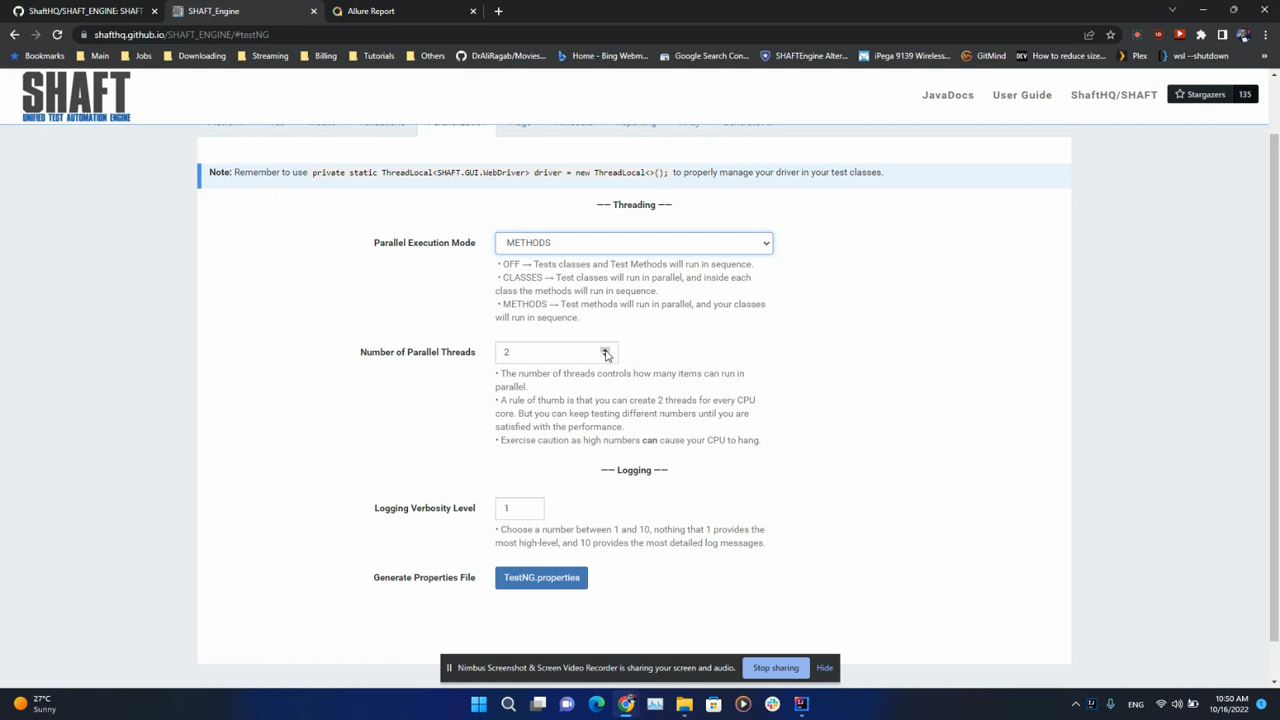 ShaftHQ/SHAFT_ENGINE: SHAFT
SHAFT_Engine
Allure Report
shafthq.github.io/SHAFT_ENGINE/#testNG
Bookmarks
Main
Jobs
Downloading
Streaming
Billing
Tutorials
Others
DrAliRagab/Movies...
Home - Bing Webm...
Google Search Con...
SHAFTEngine Alter...
iPega 9139 Wireless...
GitMind
How to reduce size...
Plex
wsl --shutdown
SHAFT
UNIFIED TEST AUTOMATION ENGINE
JavaDocs
User Guide
ShaftHQ/SHAFT
Stargazers 135
Note: Remember to use private static ThreadLocal<SHAFT.GUI.WebDriver> driver = new ThreadLocal<>(); to properly manage your driver in your test classes.
—– Threading —–
Parallel Execution Mode
METHODS
• OFF → Tests classes and Test Methods will run in sequence.
• CLASSES → Test classes will run in parallel, and inside each
class the methods will run in sequence.
• METHODS → Test methods will run in parallel, and your classes
will run in sequence.
Number of Parallel Threads
2
• The number of threads controls how many items can run in
parallel.
• A rule of thumb is that you can create 2 threads for every CPU
core. But you can keep testing different numbers until you are
satisfied with the performance.
• Exercise caution as high numbers can cause your CPU to hang.
—– Logging —–
Logging Verbosity Level
1
• Choose a number between 1 and 10, nothing that 1 provides the
most high-level, and 10 provides the most detailed log messages.
Generate Properties File
TestNG.properties
Nimbus Screenshot & Screen Video Recorder is sharing your screen and audio.
Stop sharing
Hide
27°C
Sunny
ENG
10:50 AM
10/16/2022